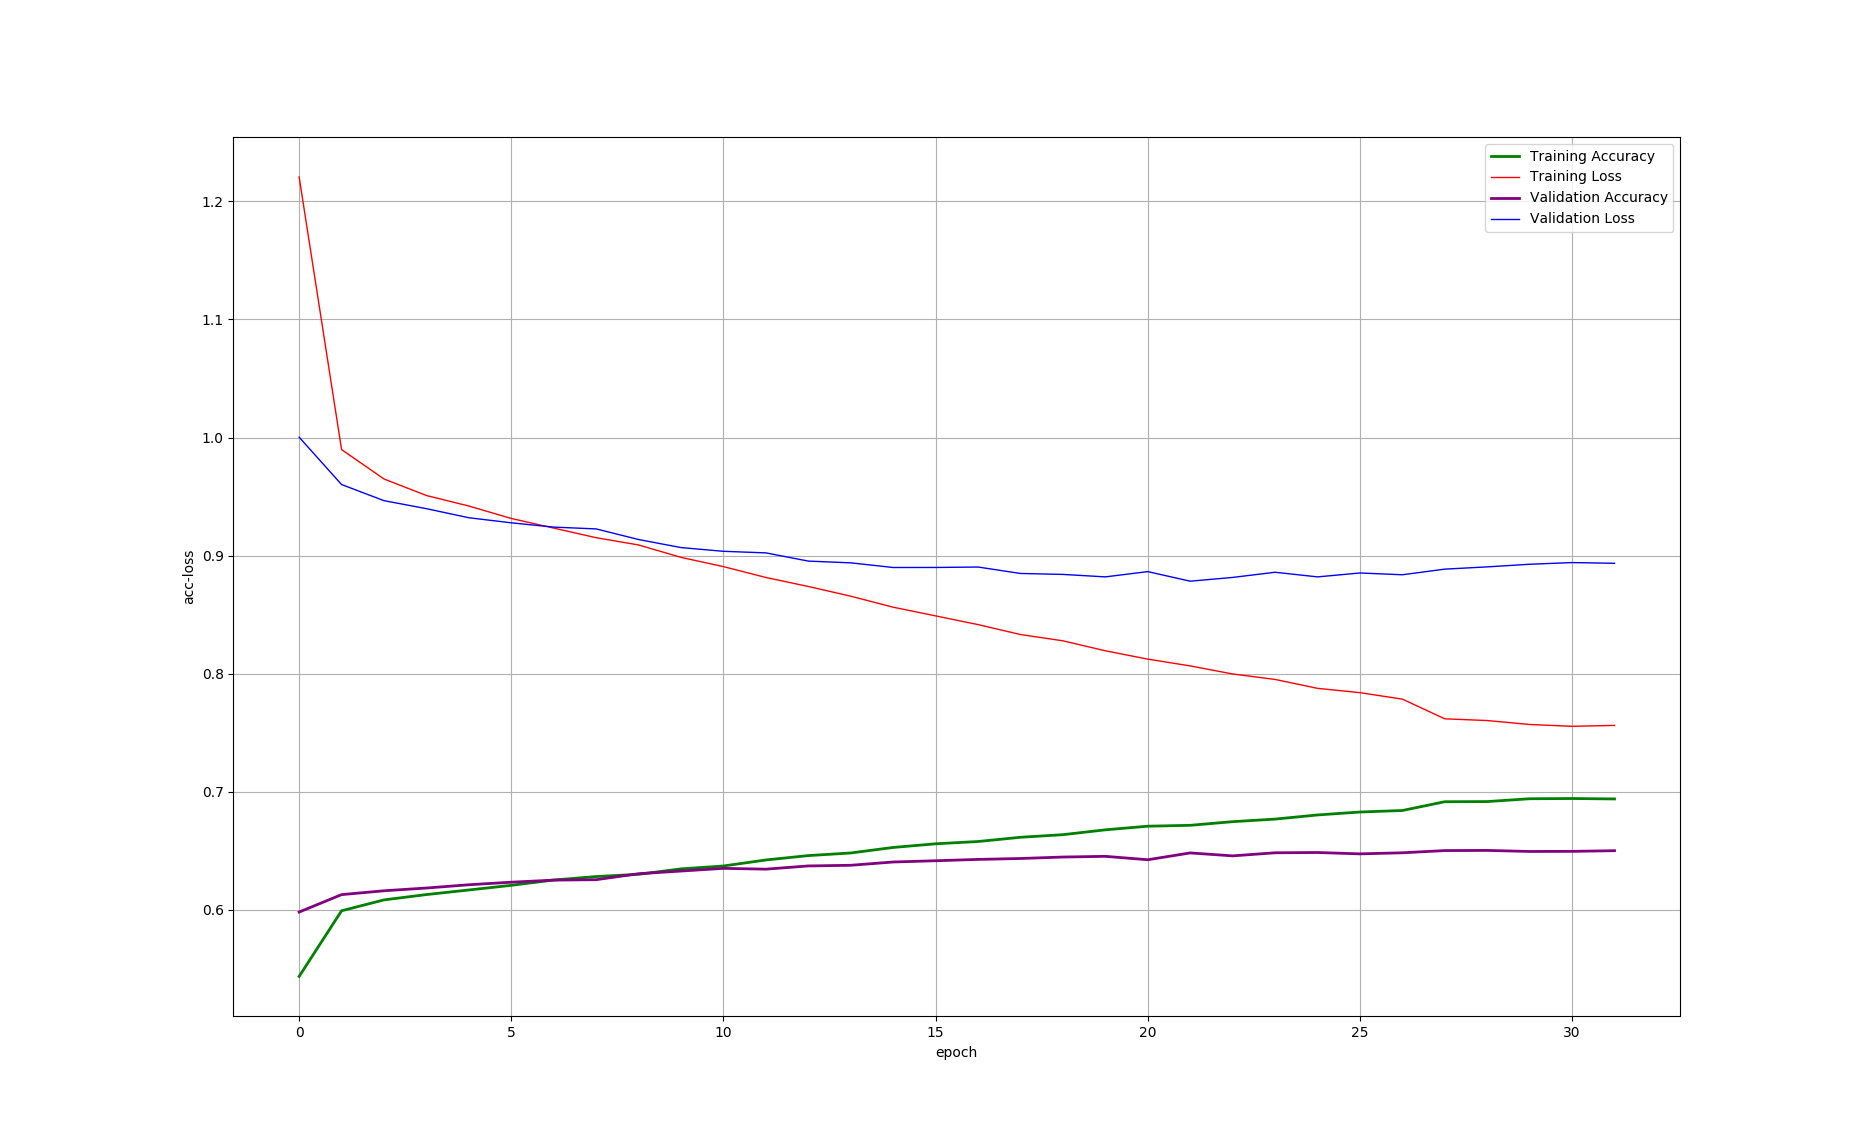 Training Accuracy
Training Loss
Validation Accuracy
Validation Loss
1.2
1.1
1.0
0.9
0.8
0.7
0.6
acc-loss
0 5 10 15 20 25 30
epoch